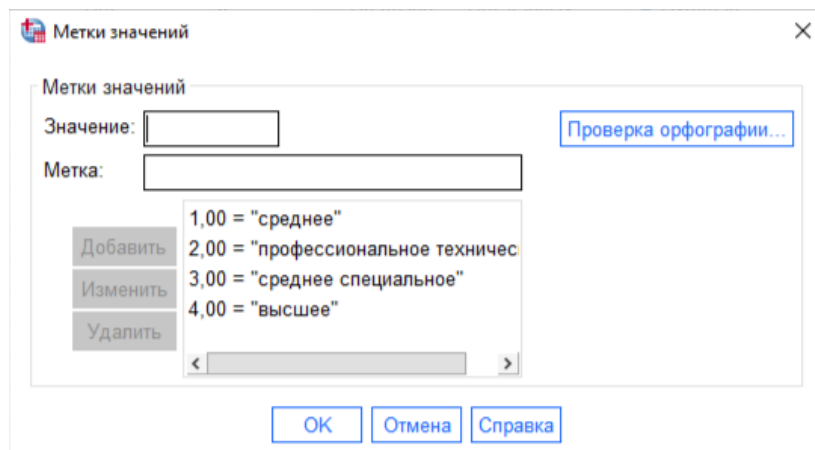 Метки значений
Метки значений
Значение:
Проверка орфографии...
Метка:
1,00 = "среднее"
Добавить
2,00 = "профессиональное техничес
Изменить
3,00 = "среднее специальное"
4,00 = "высшее"
Удалить
OK Отмена Справка